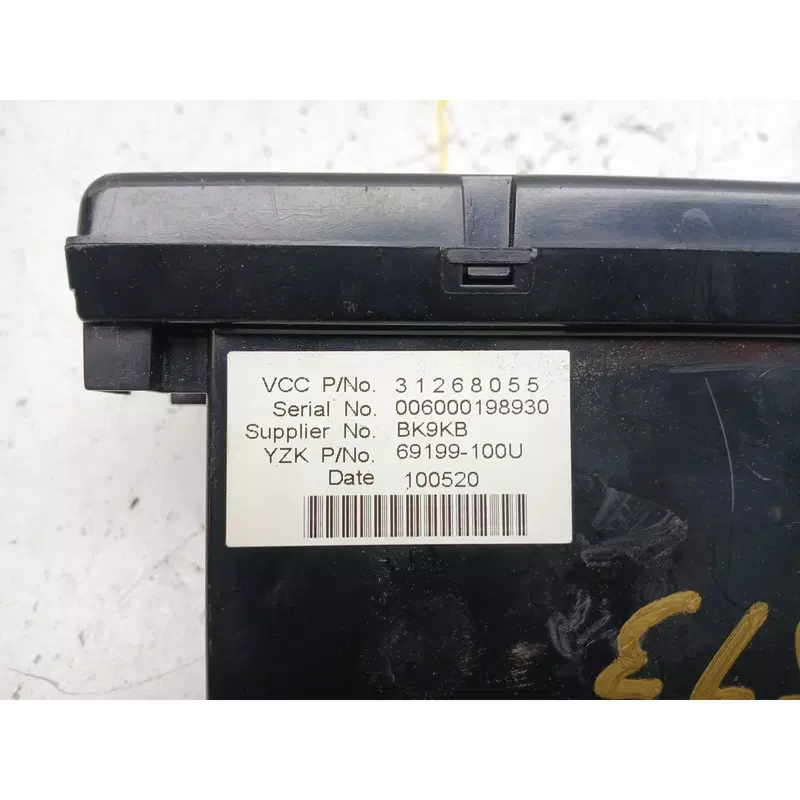 VCC P/No. 31268055
Serial No. 006000198930
Supplier No. BK9KB
YZK P/No. 69199-100U
Date 100520